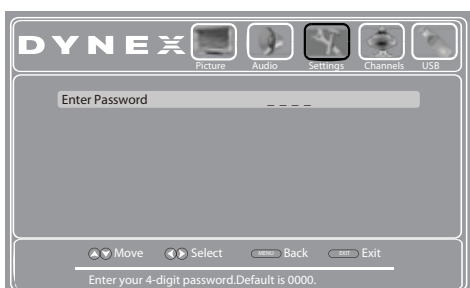 DYNEX
Picture Audio Settings Channels USB
Enter Password _ _ _ _
Move Select MENU Back EXIT Exit
Enter your 4-digit password.Default is 0000.